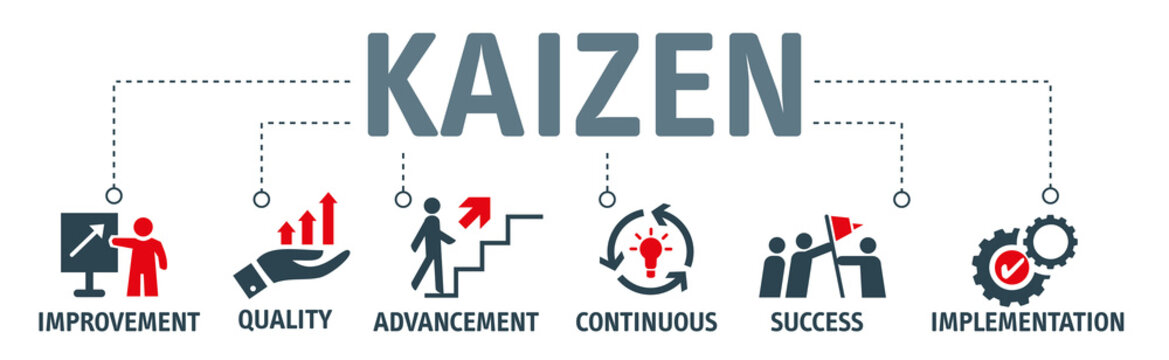 KAIZEN
IMPROVEMENT
QUALITY
ADVANCEMENT
CONTINUOUS
SUCCESS
IMPLEMENTATION